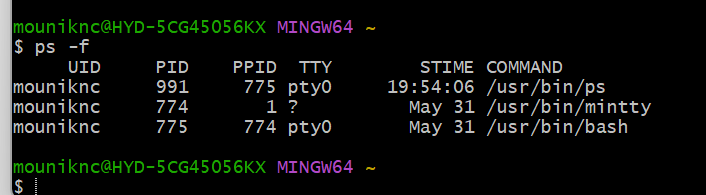 mouniknc@HYD-5CG45056KX MINGW64 ~
$ ps -f
     UID     PID    PPID  TTY        STIME COMMAND
mouniknc     991     775 pty0     19:54:06 /usr/bin/ps
mouniknc     774       1 ?          May 31 /usr/bin/mintty
mouniknc     775     774 pty0       May 31 /usr/bin/bash
mouniknc@HYD-5CG45056KX MINGW64 ~
$